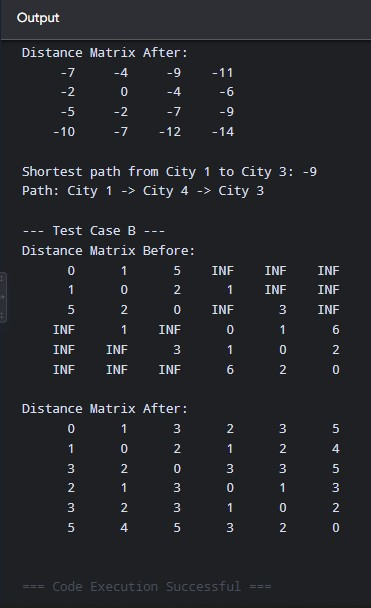 Output
Distance Matrix After:
-7 -4 -9 -11
-2 0 -4 -6
-5 -2 -7 -9
-10 -7 -12 -14
Shortest path from City 1 to City 3: -9
Path: City 1 -> City 4 -> City 3
--- Test Case B ---
Distance Matrix Before:
0 1 5 INF INF INF
1 0 2 1 INF INF
5 2 0 INF 3 INF
INF 1 INF 0 1 6
INF INF 3 1 0 2
INF INF INF 6 2 0
Distance Matrix After:
0 1 3 2 3 5
1 0 2 1 2 4
3 2 0 3 3 5
2 1 3 0 1 3
3 2 3 1 0 2
5 4 5 3 2 0
=== Code Execution Successful ===